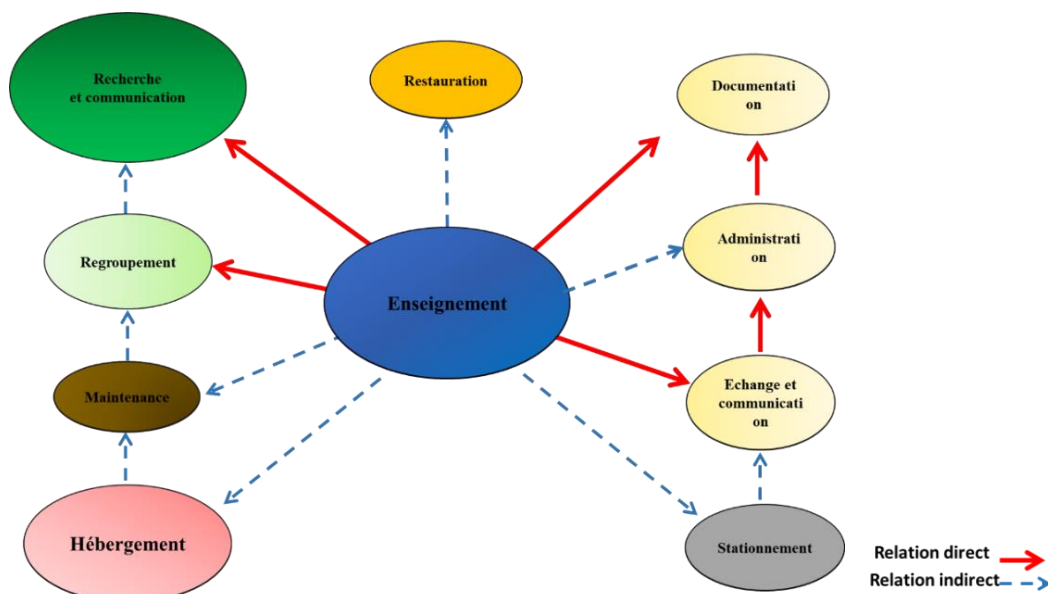 Recherche
et communication
Restauration
Documentati
on
Regroupement
Enseignement
Administrati
on
Maintenance
Echange et
communicati
on
Hébergement
Stationnement
Relation direct
Relation indirect